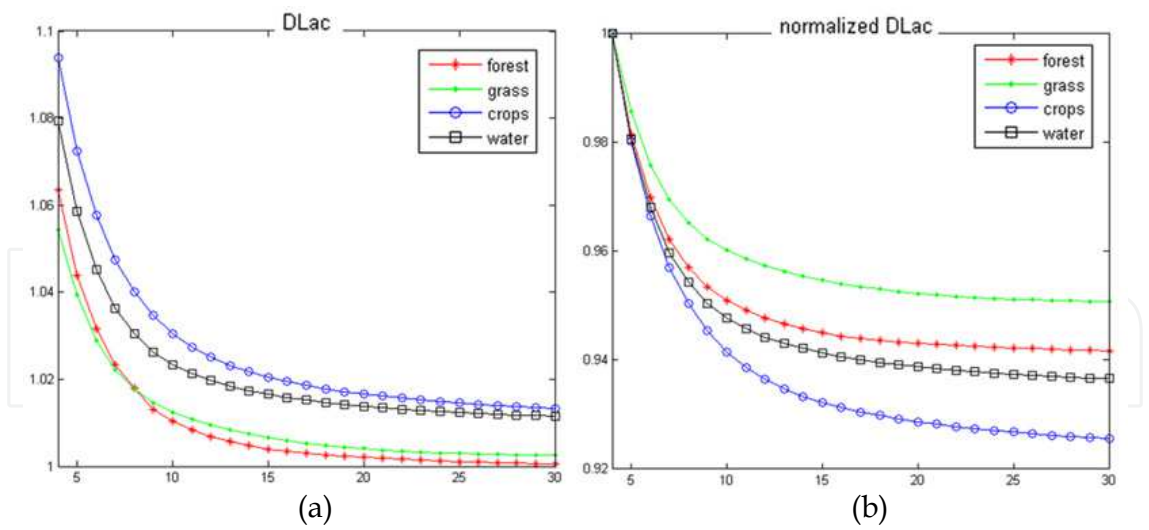 DLac
1.1
1.08
1.06
1.04
1.02
1
5 10 15 20 25 30
forest
grass
crops
water
(a)
normalized DLac
1
0.98
0.96
0.94
0.92
5 10 15 20 25 30
forest
grass
crops
water
(b)